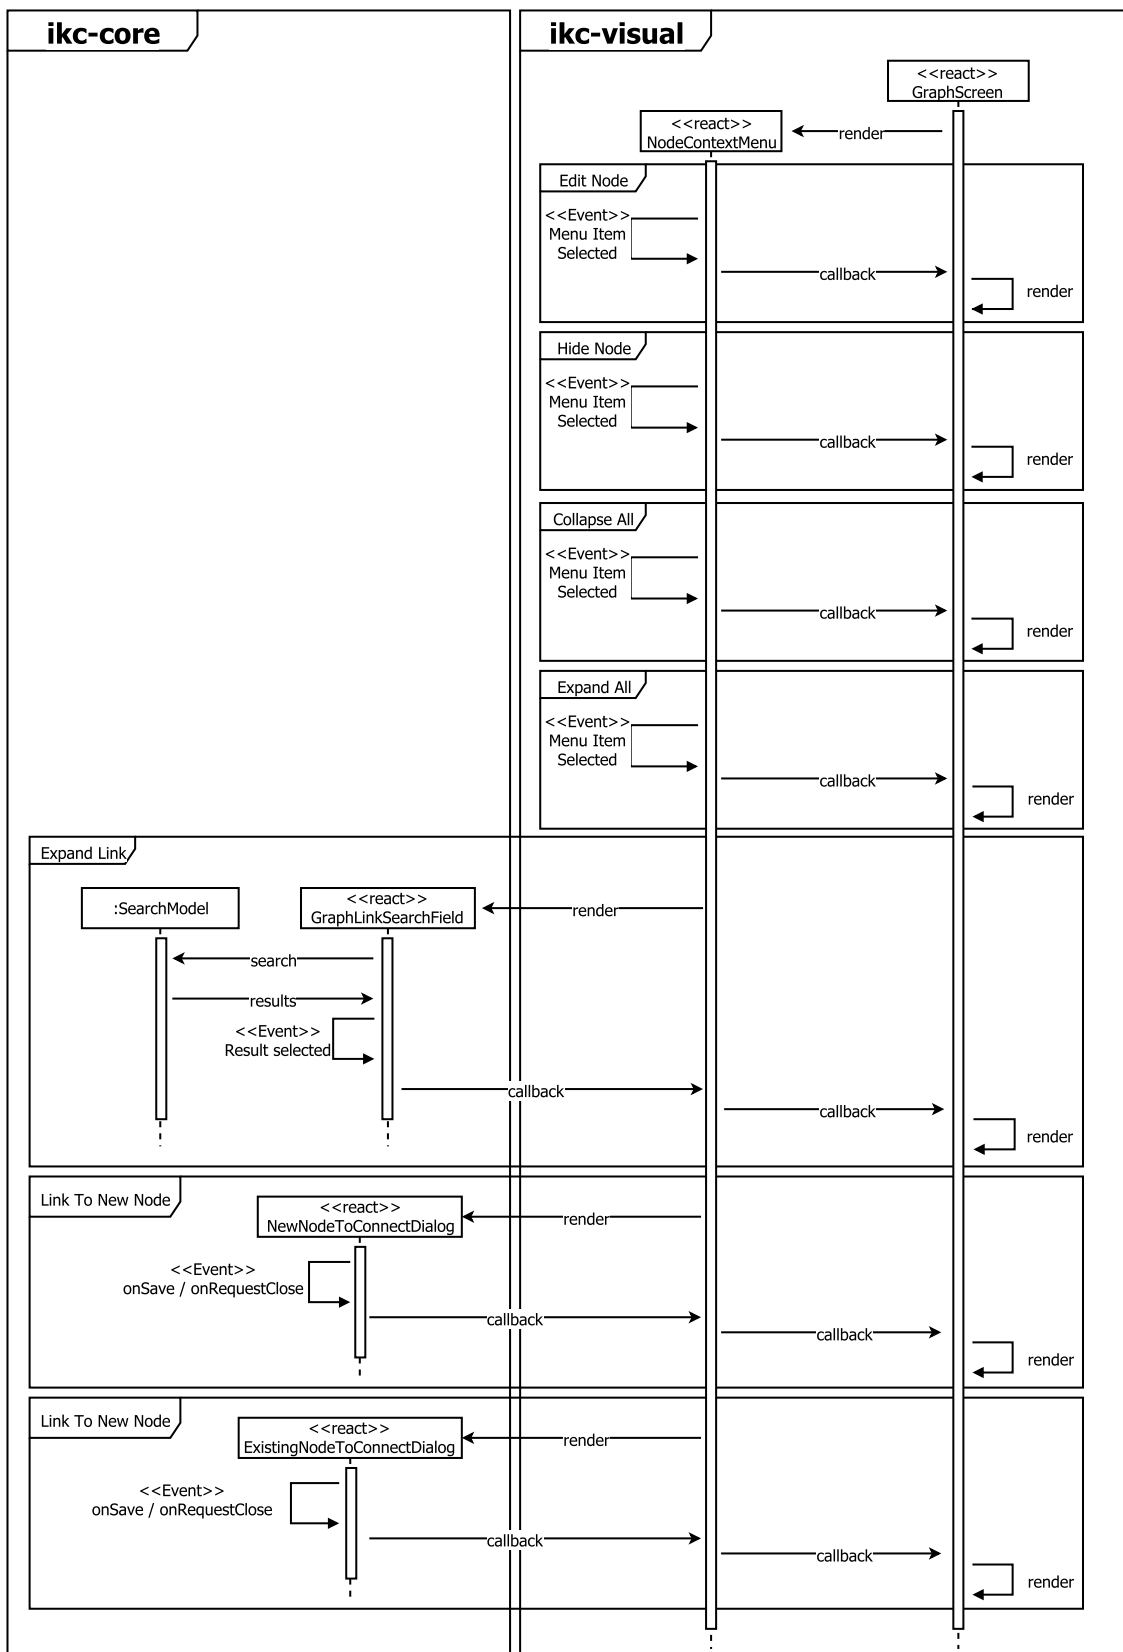 ikc-core
ikc-visual
<<react>>
GraphScreen
<<react>>
NodeContextMenu
render
Edit Node
<<Event>>
Menu Item
Selected
callback
render
Hide Node
<<Event>>
Menu Item
Selected
callback
render
Collapse All
<<Event>>
Menu Item
Selected
callback
render
Expand All
<<Event>>
Menu Item
Selected
callback
render
Expand Link
:SearchModel
<<react>>
GraphLinkSearchField
render
search
results
<<Event>>
Result selected
callback
callback
render
Link To New Node
<<react>>
NewNodeToConnectDialog
render
<<Event>>
onSave / onRequestClose
callback
callback
render
Link To New Node
<<react>>
ExistingNodeToConnectDialog
render
<<Event>>
onSave / onRequestClose
callback
callback
render